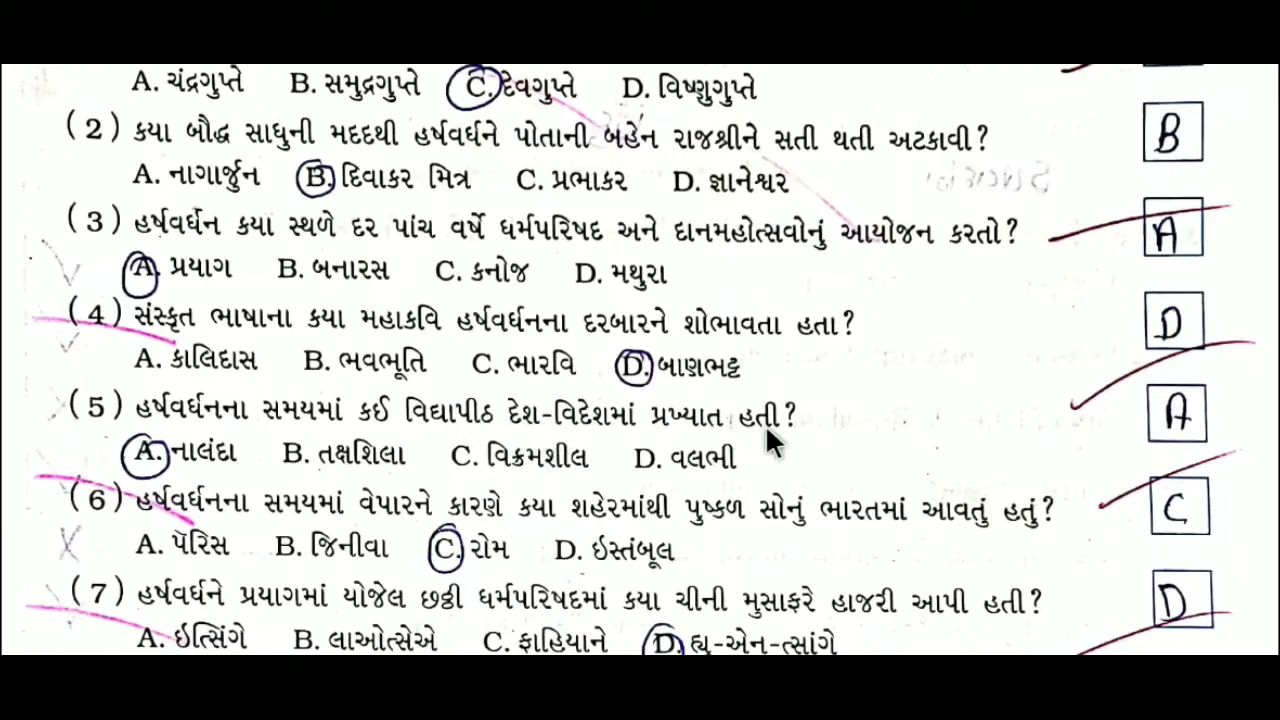 A. ચંદ્રગુપ્તે B. સમુદ્રગુપ્તે C. દેવગુપ્તે D. વિષ્ણુગુપ્તે
(2) કયા બૌદ્ધ સાધુની મદદથી હર્ષવર્ધને પોતાની બહેન રાજશ્રીને સતી થતી અટકાવી? B
A. નાગાર્જુન B. દિવાકર મિત્ર C. પ્રભાકર D. જ્ઞાનેશ્વર
(3) હર્ષવર્ધન કયા સ્થળે દર પાંચ વર્ષે ધર્મપરિષદ અને દાનમહોત્સવોનું આયોજન કરતો? A
A. પ્રયાગ B. બનારસ C. કનોજ D. મથુરા
(4) સંસ્કૃત ભાષાના કયા મહાકવિ હર્ષવર્ધનના દરબારને શોભાવતા હતા? D
A. કાલિદાસ B. ભવભૂતિ C. ભારવિ D. બાણભટ્ટ
(5) હર્ષવર્ધનના સમયમાં કઈ વિદ્યાપીઠ દેશ-વિદેશમાં પ્રખ્યાત હતી? A
A. નાલંદા B. તક્ષશિલા C. વિક્રમશીલ D. વલભી
(6) હર્ષવર્ધનના સમયમાં વેપારને કારણે કયા શહેરમાંથી પુષ્કળ સોનું ભારતમાં આવતું હતું? C
A. પૅરિસ B. જિનીવા C. રોમ D. ઇસ્તંબૂલ
(7) હર્ષવર્ધને પ્રયાગમાં યોજેલ છઠ્ઠી ધર્મપરિષદમાં કયા ચીની મુસાફરે હાજરી આપી હતી? D
A. ઇત્સિંગે B. લાઓત્સેએ C. ફાહિયાને D. હ્યુ-એન-ત્સાંગે